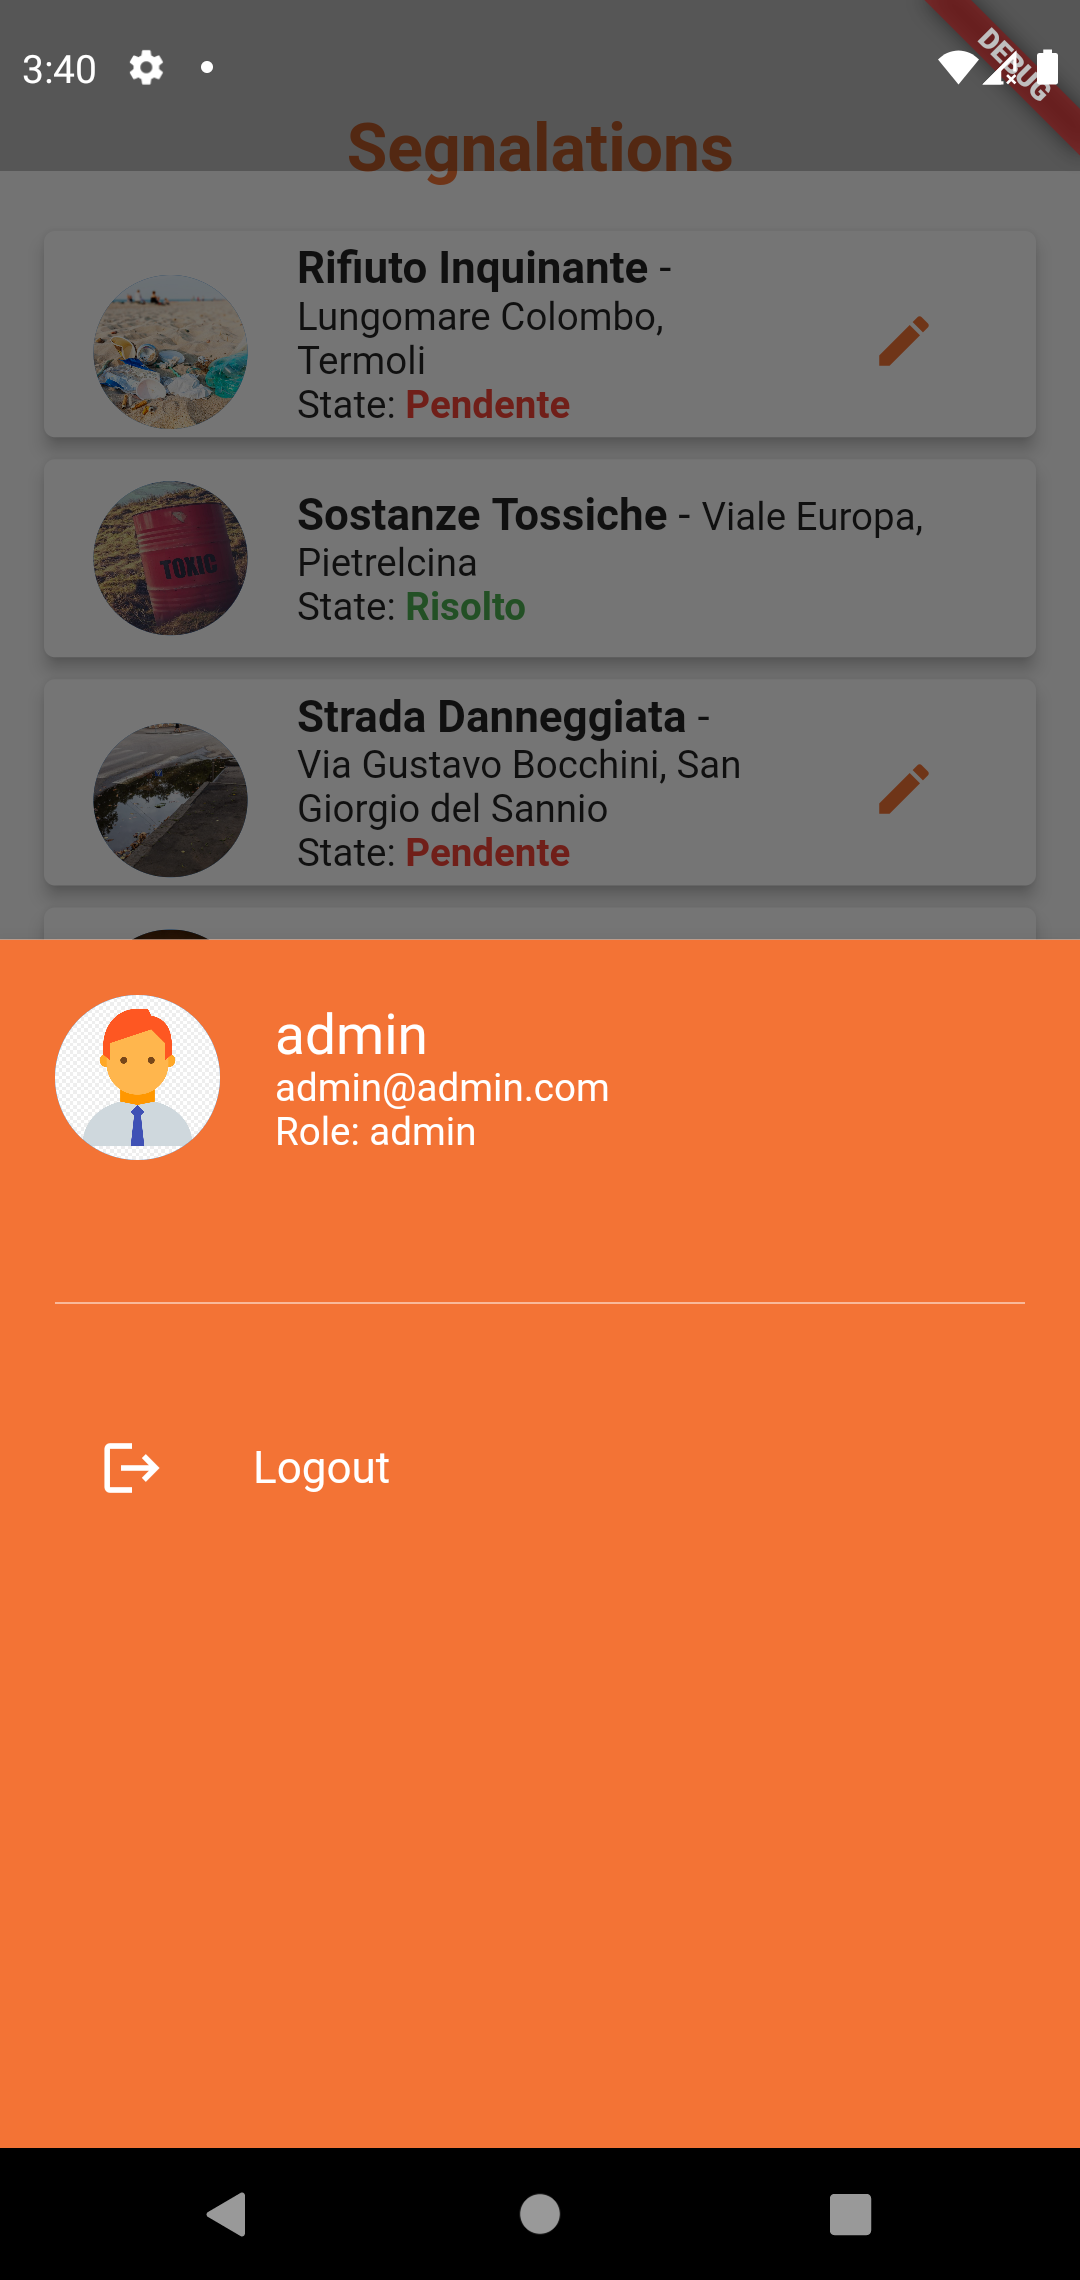 3:40
DEBUG
Segnalations
Rifiuto Inquinante -
Lungomare Colombo,
Termoli
State: Pendente
TOXIC
Sostanze Tossiche - Viale Europa,
Pietrelcina
State: Risolto
Strada Danneggiata -
Via Gustavo Bocchini, San
Giorgio del Sannio
State: Pendente
admin
admin@admin.com
Role: admin
Logout